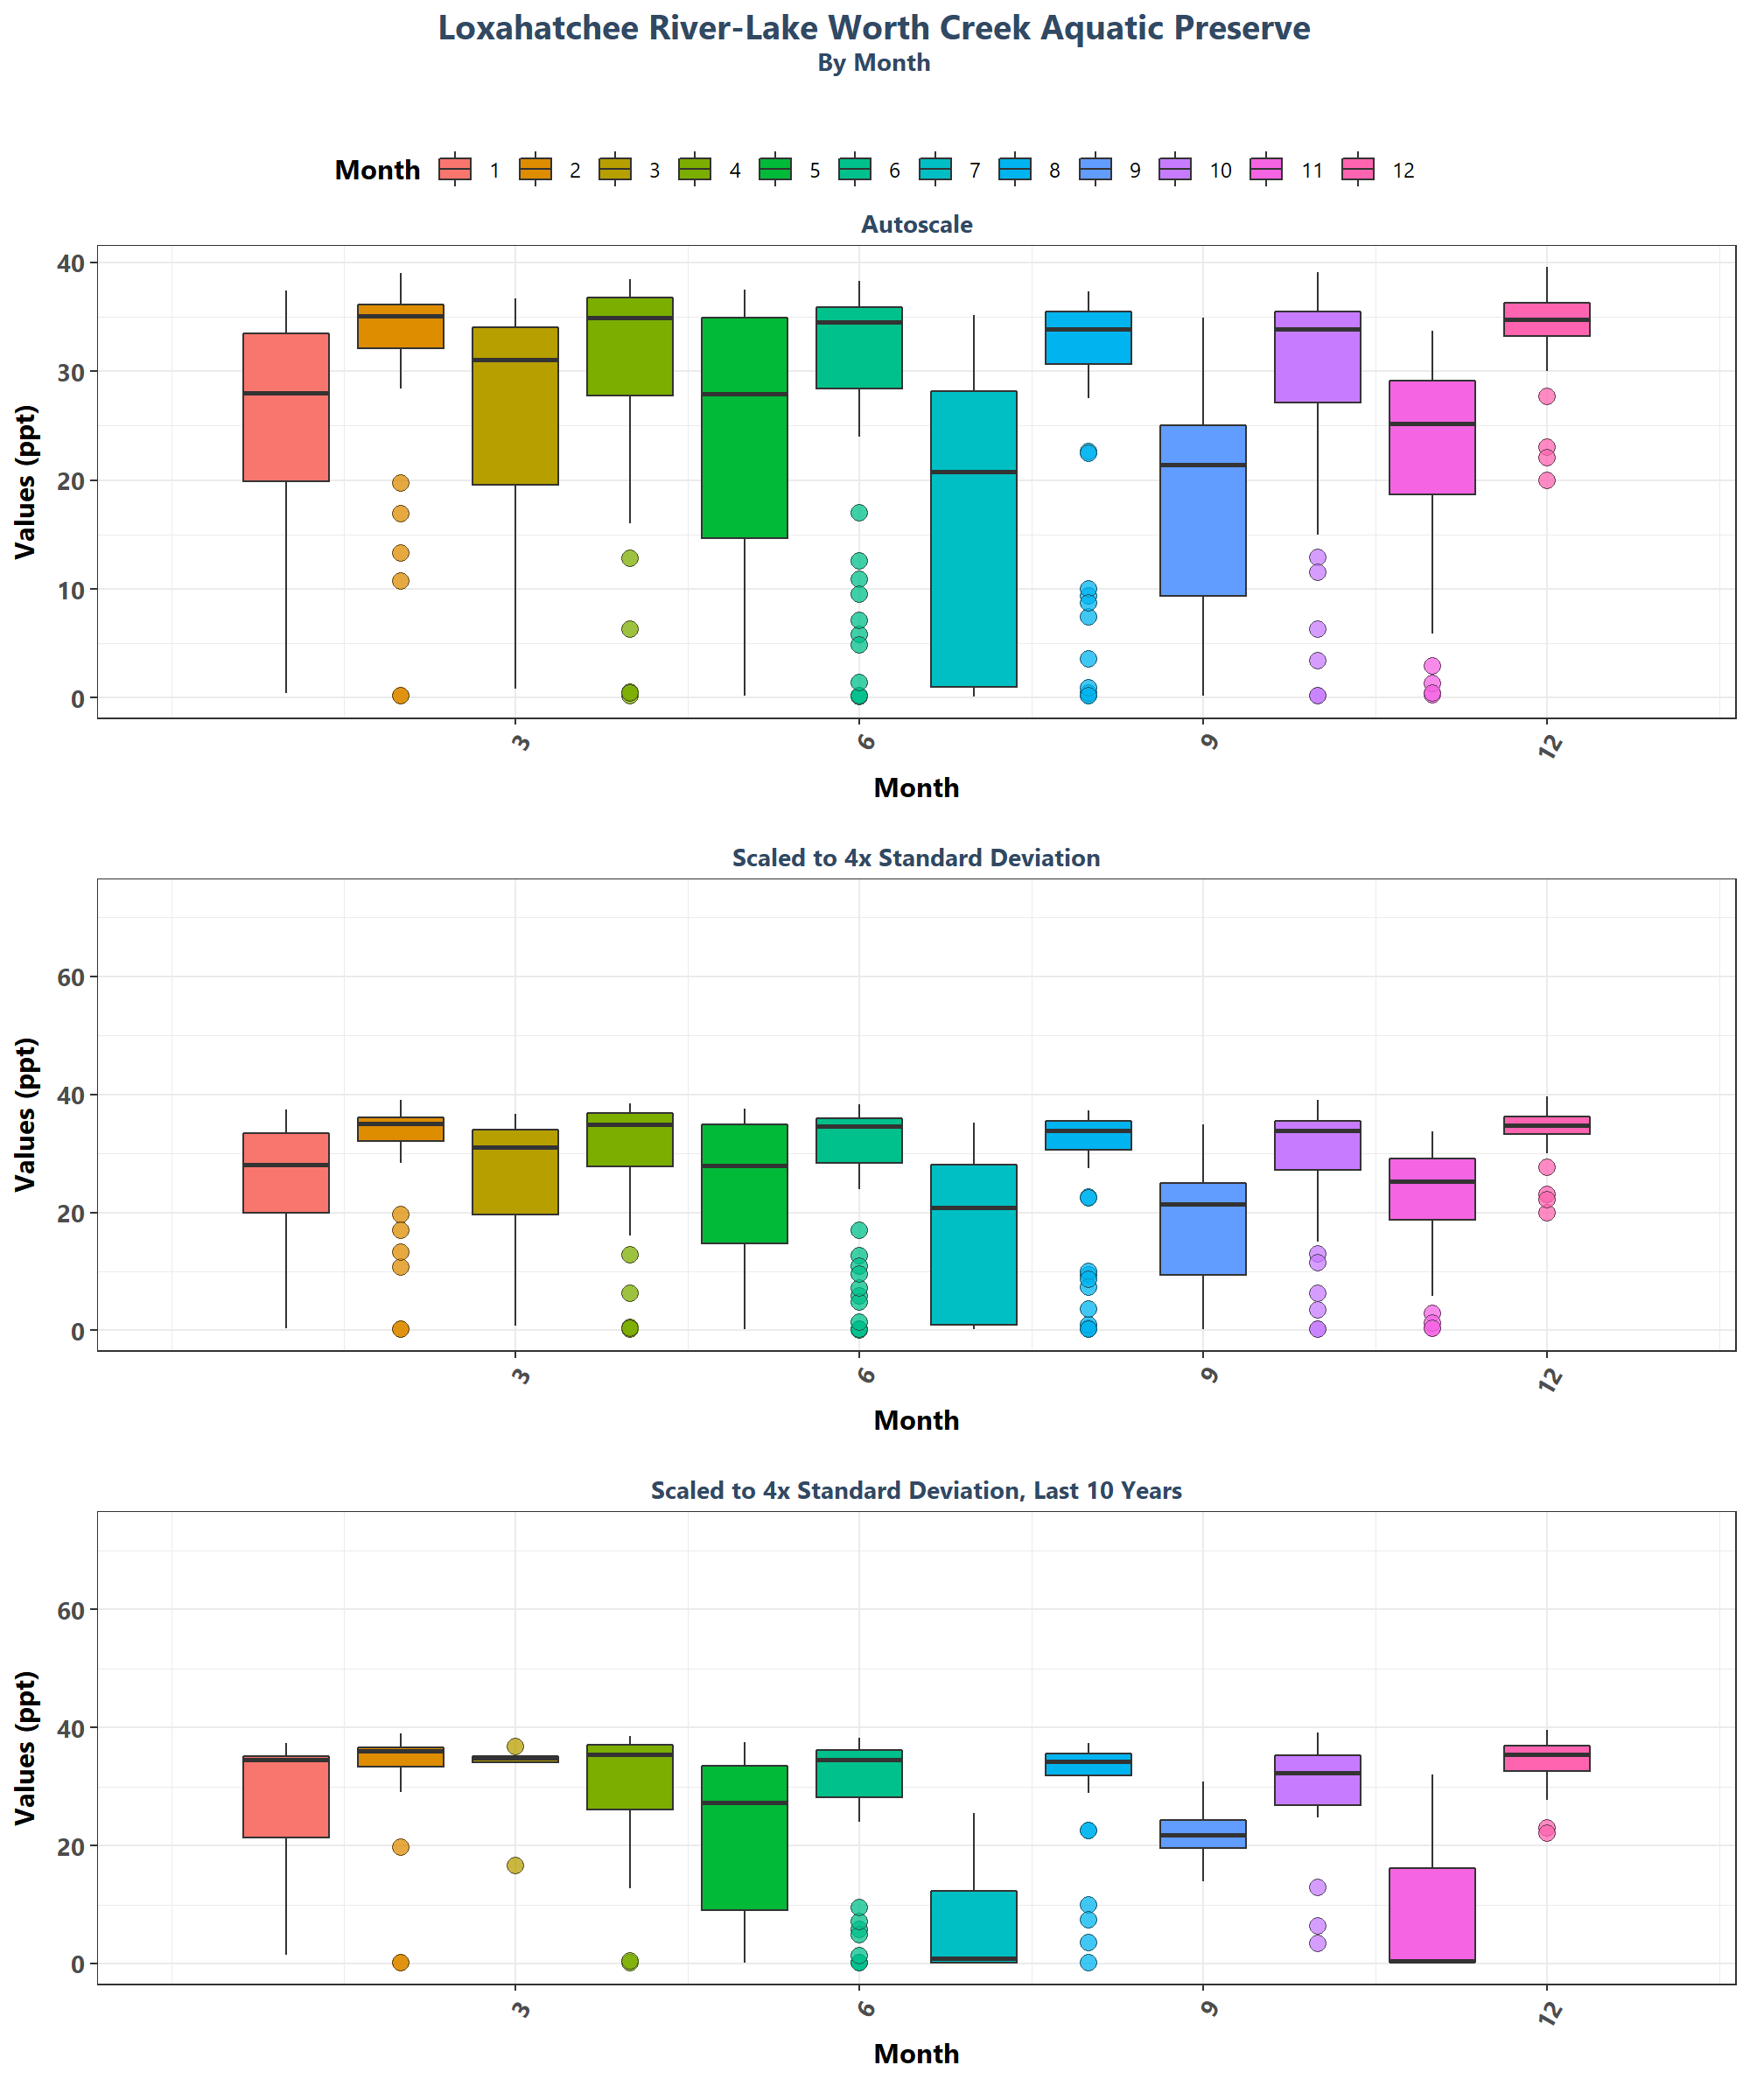 Loxahatchee River-Lake Worth Creek Aquatic Preserve
By Month
Month 1 2 3 4 5 6 7 8 9 10 11 12
Autoscale
Values (ppt)
40
30
20
10
0
3 6 9 12
Month
Scaled to 4x Standard Deviation
Values (ppt)
60
40
20
0
3 6 9 12
Month
Scaled to 4x Standard Deviation, Last 10 Years
Values (ppt)
60
40
20
0
3 6 9 12
Month